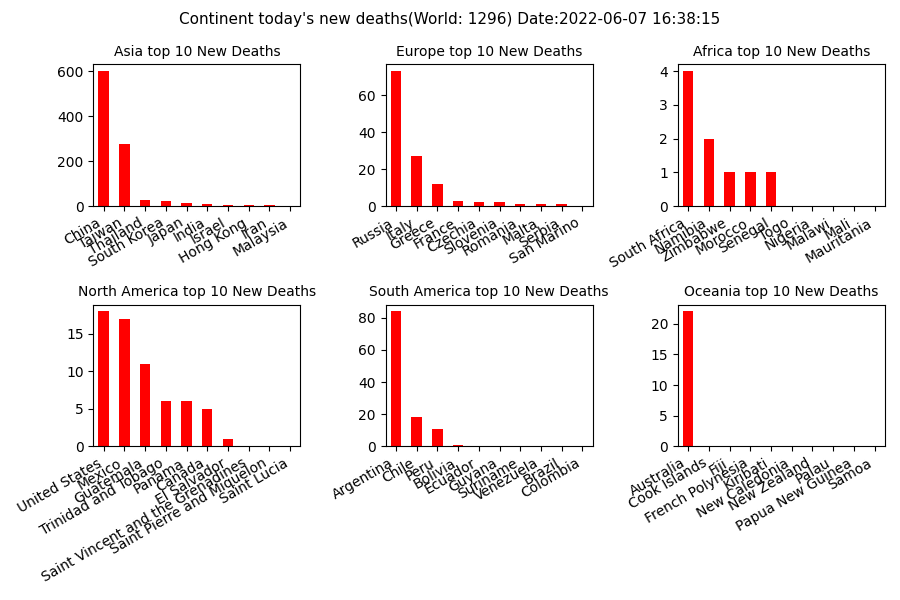 Continent today's new deaths(World: 1296) Date:2022-06-07 16:38:15
Asia top 10 New Deaths
600
400
200
0
China
Taiwan
Thailand
South Korea
Japan
India
Israel
Hong Kong
Iran
Malaysia
Europe top 10 New Deaths
60
40
20
0
Russia
Italy
Greece
France
Czechia
Slovenia
Romania
Malta
Serbia
San Marino
Africa top 10 New Deaths
4
3
2
1
0
South Africa
Namibia
Zimbabwe
Morocco
Senegal
Togo
Nigeria
Malawi
Mali
Mauritania
North America top 10 New Deaths
15
10
5
0
United States
Mexico
Guatemala
Trinidad and Tobago
Panama
Canada
El Salvador
Saint Vincent and the Grenadines
Saint Pierre and Miquelon
Saint Lucia
South America top 10 New Deaths
80
60
40
20
0
Argentina
Chile
Peru
Bolivia
Ecuador
Guyana
Suriname
Venezuela
Brazil
Colombia
Oceania top 10 New Deaths
20
15
10
5
0
Australia
Cook Islands
Fiji
French Polynesia
Kiribati
New Caledonia
New Zealand
Palau
Papua New Guinea
Samoa